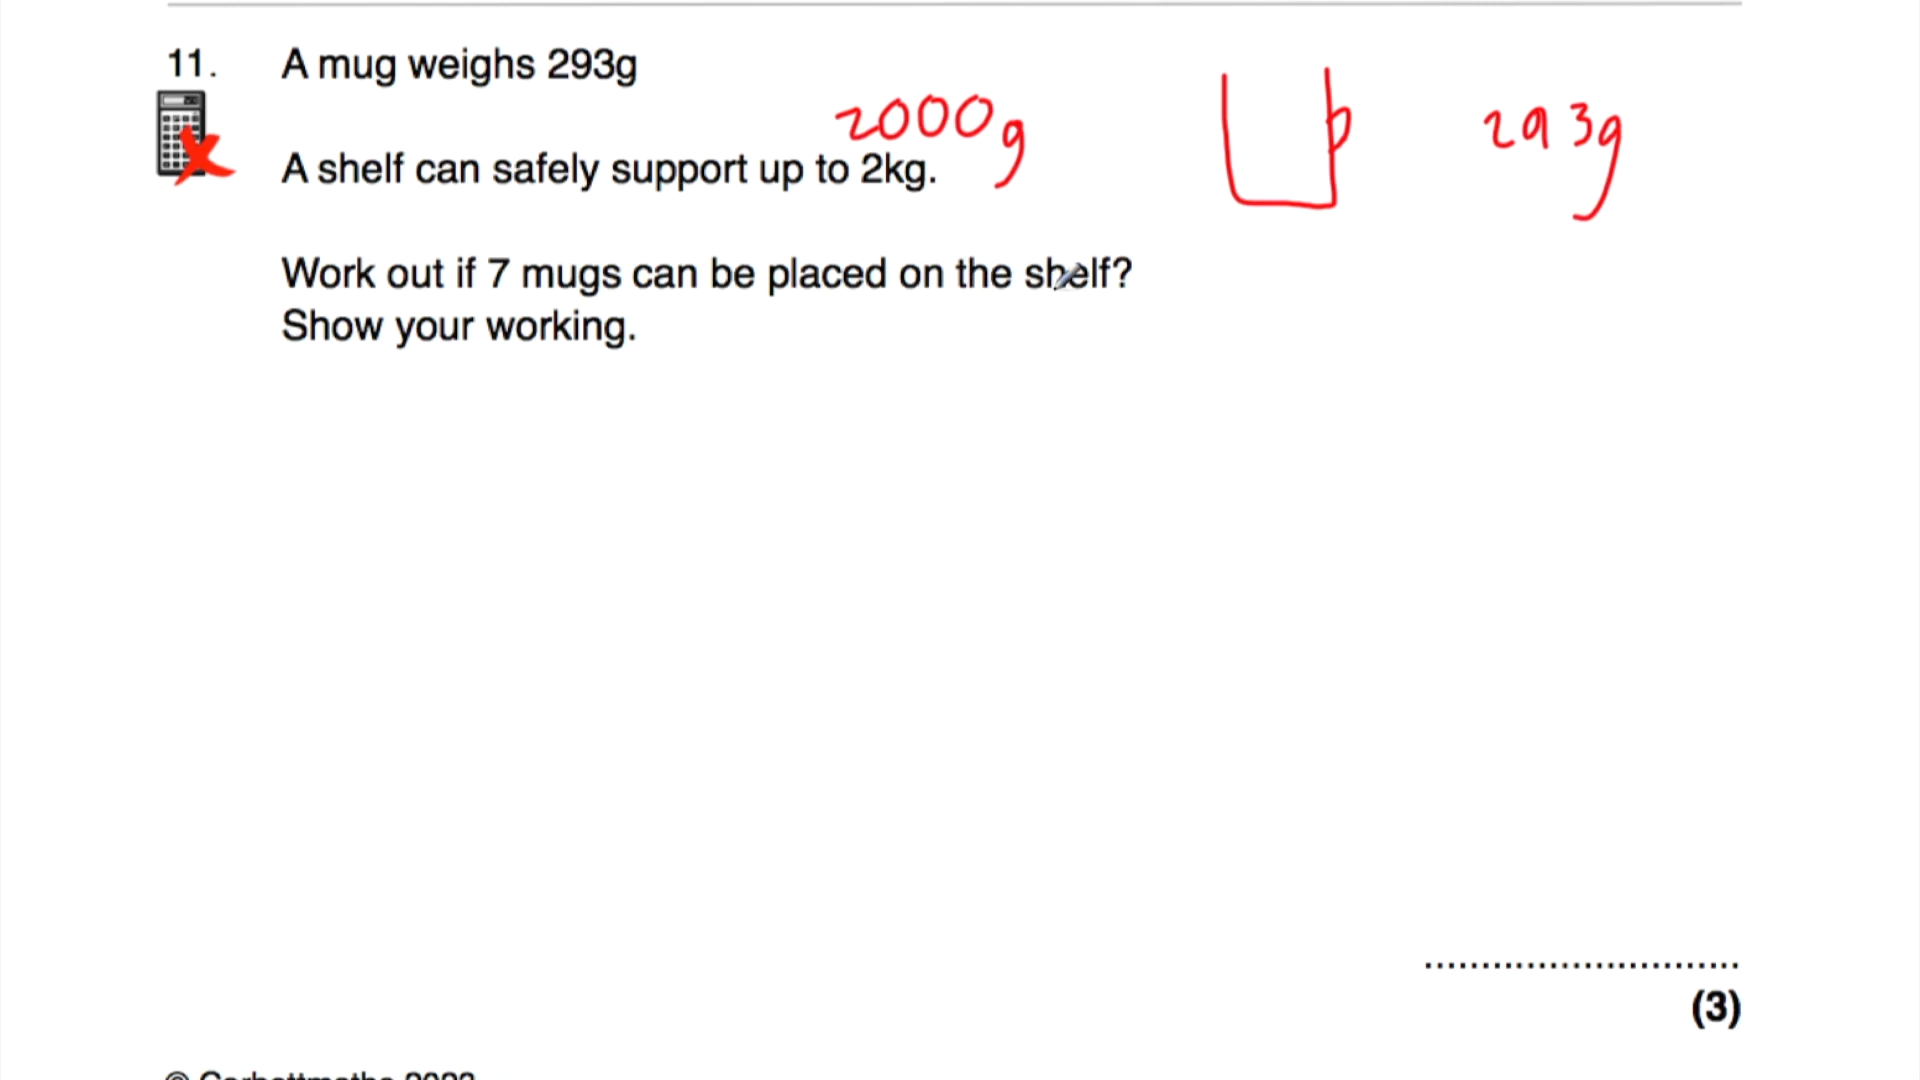 11. A mug weighs 293g
2000g 293g
A shelf can safely support up to 2kg.
Work out if 7 mugs can be placed on the shelf?
Show your working.
............................
(3)